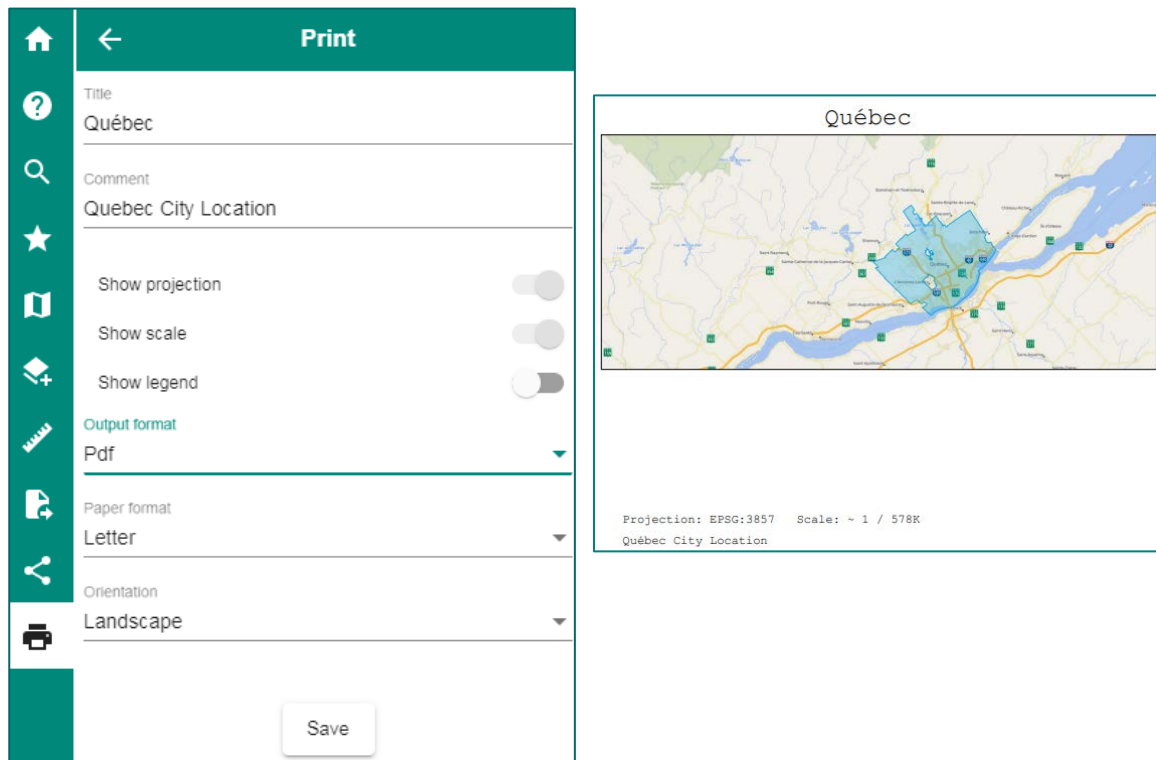 Print
Title
Québec
Comment
Quebec City Location
Show projection
Show scale
Show legend
Output format
Pdf
Paper format
Letter
Orientation
Landscape
Save
Québec
Projection: EPSG:3857 Scale: ~ 1 / 578K
Québec City Location